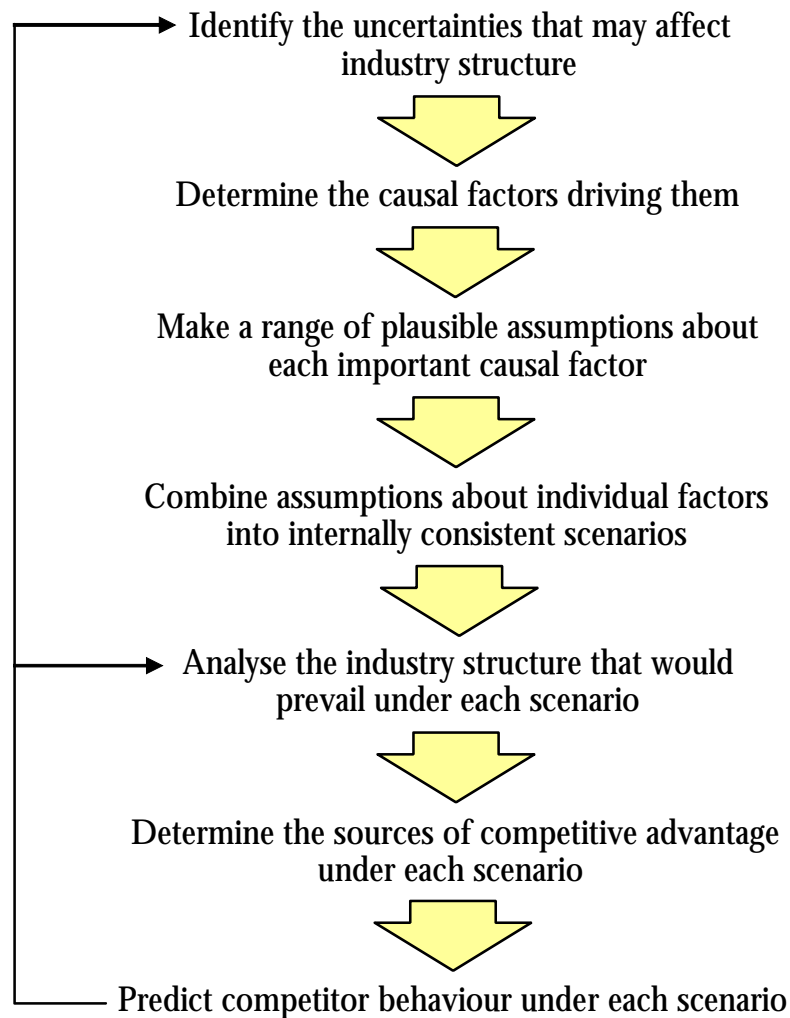 Identify the uncertainties that may affect
industry structure
Determine the causal factors driving them
Make a range of plausible assumptions about
each important causal factor
Combine assumptions about individual factors
into internally consistent scenarios
Analyse the industry structure that would
prevail under each scenario
Determine the sources of competitive advantage
under each scenario
Predict competitor behaviour under each scenario